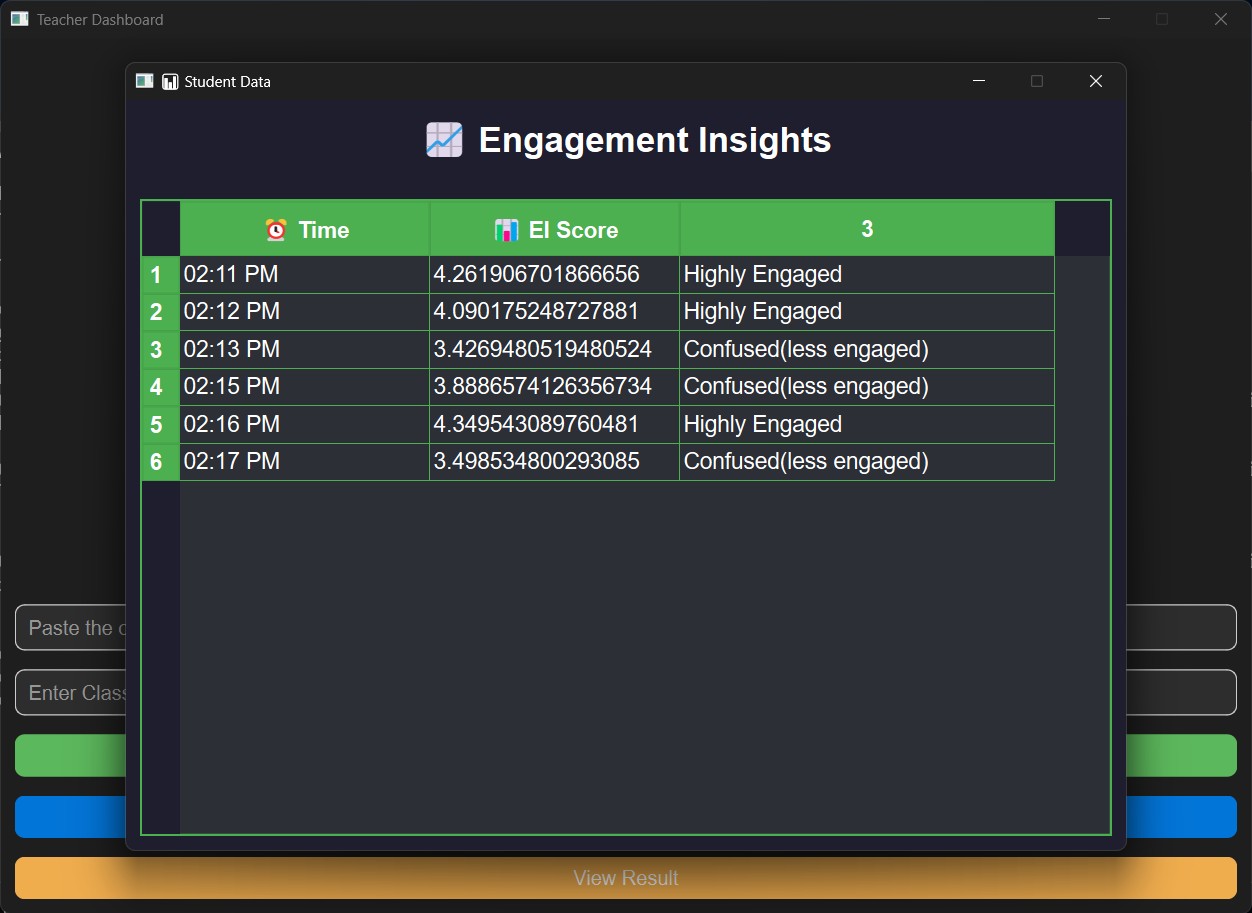 Teacher Dashboard
Student Data
Engagement Insights
Time EI Score 3
1 02:11 PM 4.261906701866656 Highly Engaged
2 02:12 PM 4.090175248727881 Highly Engaged
3 02:13 PM 3.4269480519480524 Confused(less engaged)
4 02:15 PM 3.8886574126356734 Confused(less engaged)
5 02:16 PM 4.349543089760481 Highly Engaged
6 02:17 PM 3.498534800293085 Confused(less engaged)
Paste the
Enter Class
View Result